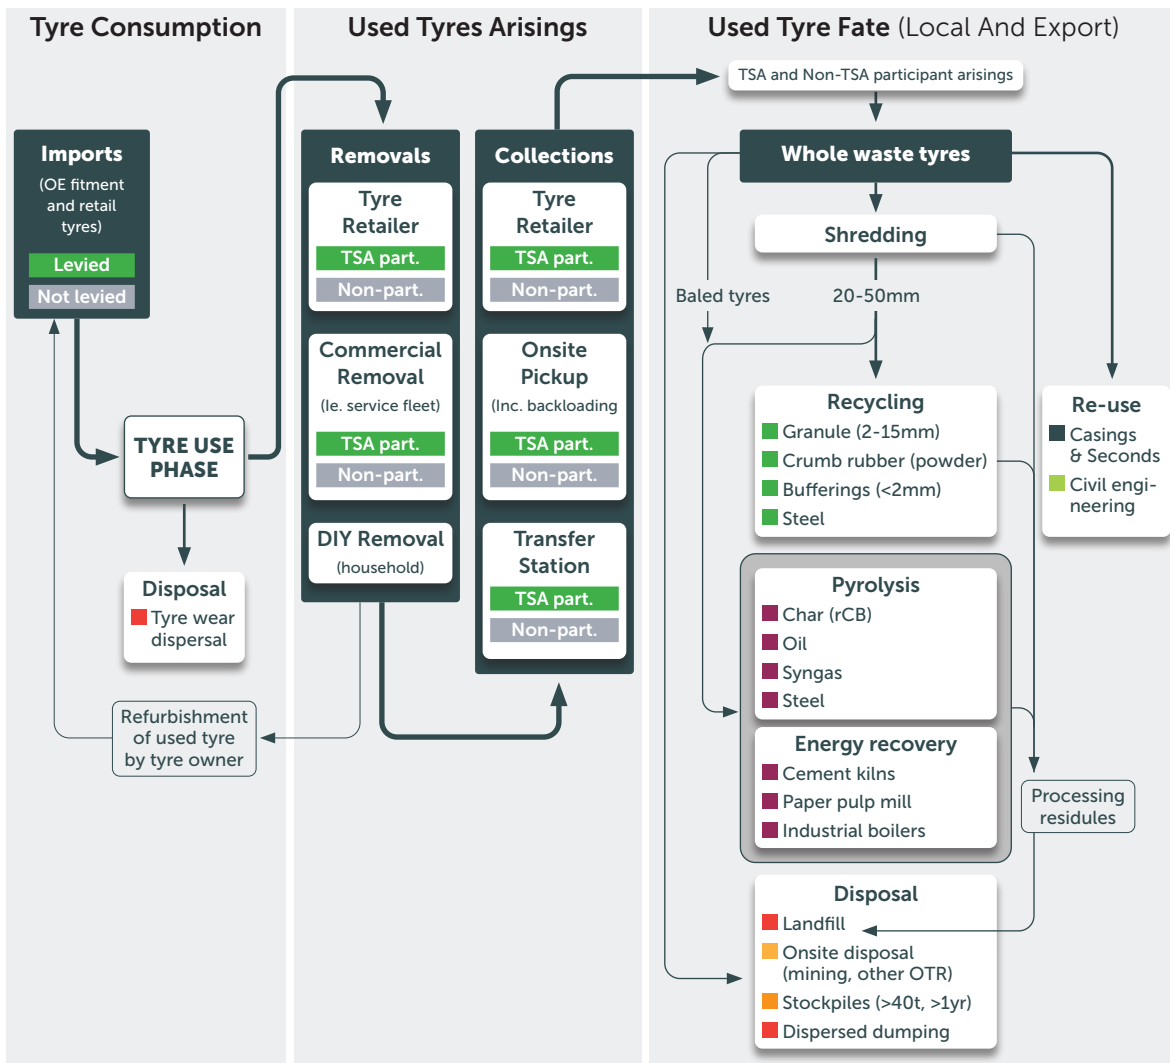 Tyre Consumption
Imports
(OE fitment
and retail
tyres)
Levied
Not levied
TYRE USE
PHASE
Disposal
Tyre wear
dispersal
Refurbishment
of used tyre
by tyre owner
Used Tyres Arisings
Removals
Tyre
Retailer
TSA part.
Non-part.
Commercial
Removal
(Ie. service fleet)
TSA part.
Non-part.
DIY Removal
(household)
Collections
Tyre
Retailer
TSA part.
Non-part.
Onsite
Pickup
(Inc. backloading
TSA part.
Non-part.
Transfer
Station
TSA part.
Non-part.
Used Tyre Fate (Local And Export)
TSA and Non-TSA participant arisings
Whole waste tyres
Shredding
Baled tyres
20-50mm
Recycling
Granule (2-15mm)
Crumb rubber (powder)
Bufferings (<2mm)
Steel
Re-use
Casings
& Seconds
Civil engi-
neering
Pyrolysis
Char (rCB)
Oil
Syngas
Steel
Energy recovery
Cement kilns
Paper pulp mill
Industrial boilers
Processing
residules
Disposal
Landfill
Onsite disposal
(mining, other OTR)
Stockpiles (>40t, >1yr)
Dispersed dumping